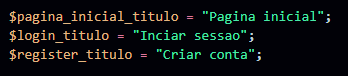 $pagina_inicial_titulo = "Pagina inicial";
$login_titulo = "Inciar sessao";
$register_titulo = "Criar conta";